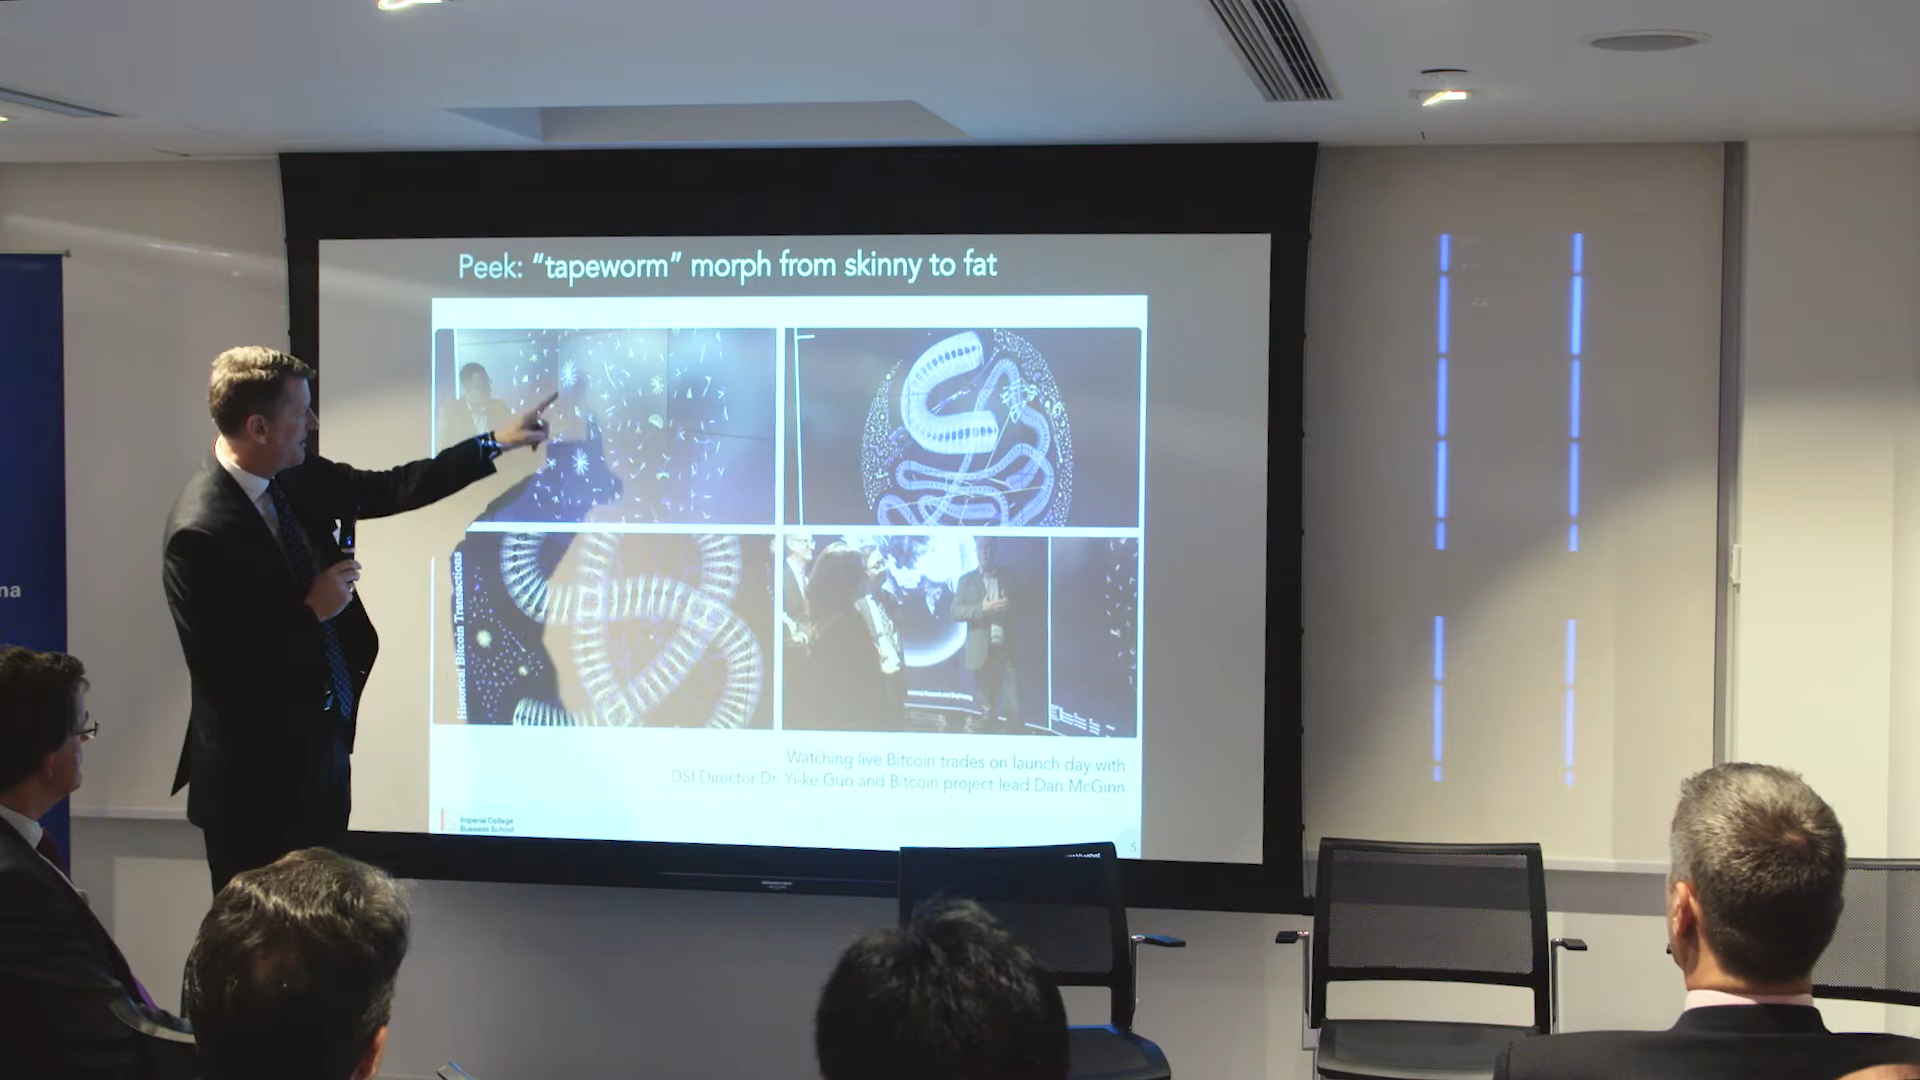 Peek: “tapeworm” morph from skinny to fat
na
Historical Bitcoin Transactions
Watching live Bitcoin trades on launch day with
DSI Director Dr. Yi-ke Guo and Bitcoin project lead Dan McGinn
Imperial College
Business School
5